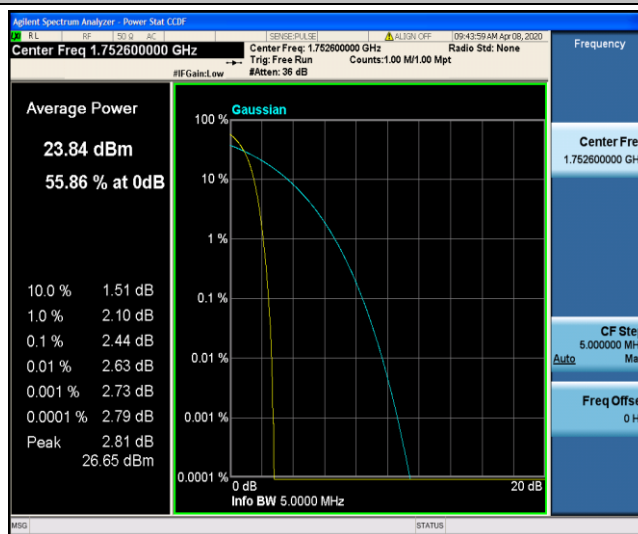 Agilent Spectrum Analyzer - Power Stat CCDF
RL RF 50 Ω AC SENSE:PULSE ALIGN OFF 09:43:59 AM Apr 08, 2020
Center Freq 1.752600000 GHz
Center Freq: 1.752600000 GHz Radio Std: None
Trig: Free Run Counts:1.00 M/1.00 Mpt
#IFGain:Low #Atten: 36 dB
Frequency
Average Power
23.84 dBm
55.86 % at 0dB
10.0 % 1.51 dB
1.0 % 2.10 dB
0.1 % 2.44 dB
0.01 % 2.63 dB
0.001 % 2.73 dB
0.0001 % 2.79 dB
Peak 2.81 dB
26.65 dBm
Gaussian
100 %
10 %
1 %
0.1 %
0.01 %
0.001 %
0.0001 %
0 dB 20 dB
Info BW 5.0000 MHz
Center Fre
1.752600000 GH
CF Ste
5.000000 MH
Auto Ma
Freq Offse
0 H
MSG STATUS